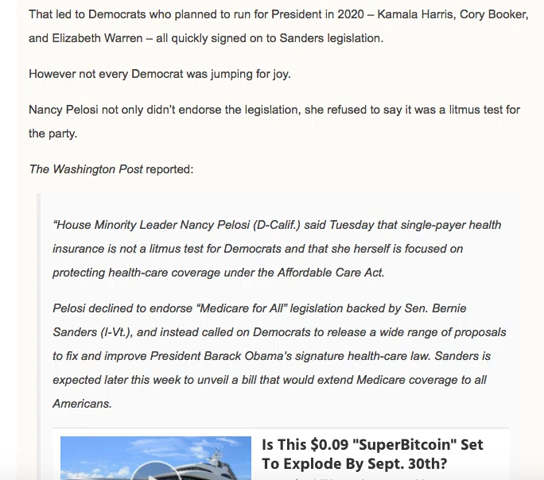 That led to Democrats who planned to run for President in 2020 – Kamala Harris, Cory Booker,
and Elizabeth Warren – all quickly signed on to Sanders legislation.
However not every Democrat was jumping for joy.
Nancy Pelosi not only didn’t endorse the legislation, she refused to say it was a litmus test for
the party.
The Washington Post reported:
“House Minority Leader Nancy Pelosi (D-Calif.) said Tuesday that single-payer health
insurance is not a litmus test for Democrats and that she herself is focused on
protecting health-care coverage under the Affordable Care Act.
Pelosi declined to endorse “Medicare for All” legislation backed by Sen. Bernie
Sanders (I-Vt.), and instead called on Democrats to release a wide range of proposals
to fix and improve President Barack Obama’s signature health-care law. Sanders is
expected later this week to unveil a bill that would extend Medicare coverage to all
Americans.
Is This $0.09 "SuperBitcoin" Set
To Explode By Sept. 30th?